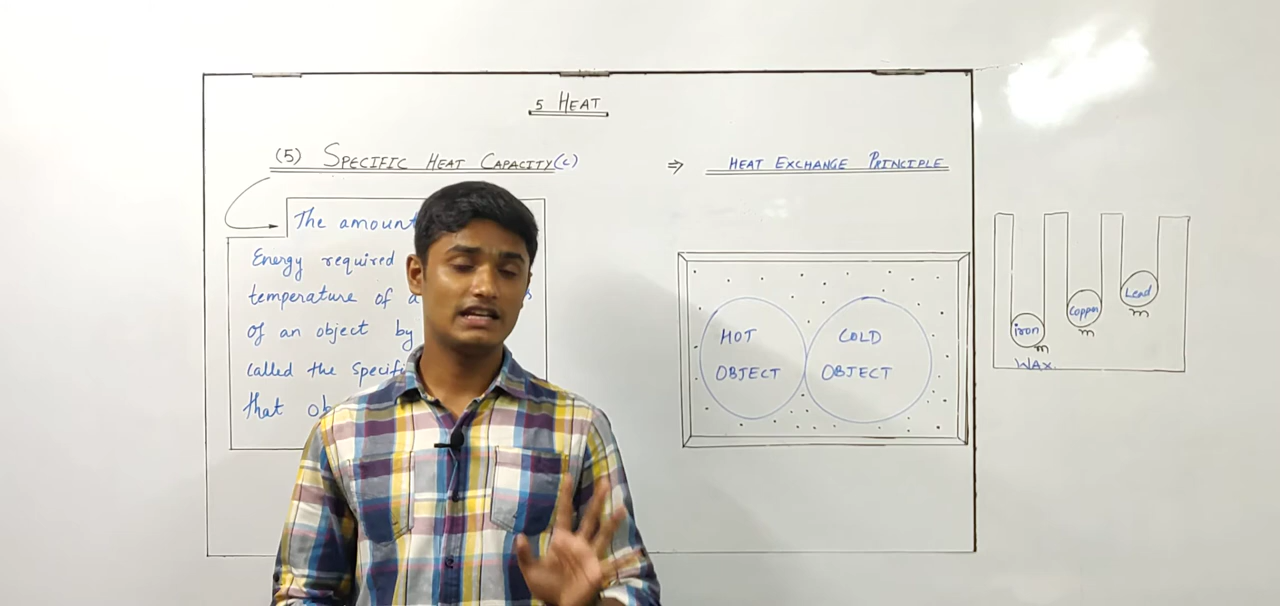 5 HEAT
(5) SPECIFIC HEAT CAPACITY (c)
⇒ HEAT EXCHANGE PRINCIPLE
The amount
Energy required
temperature of
of an object by
called the specifi
that ob
HOT
OBJECT
COLD
OBJECT
iron
m
Copper
m
Lead
m
WAX